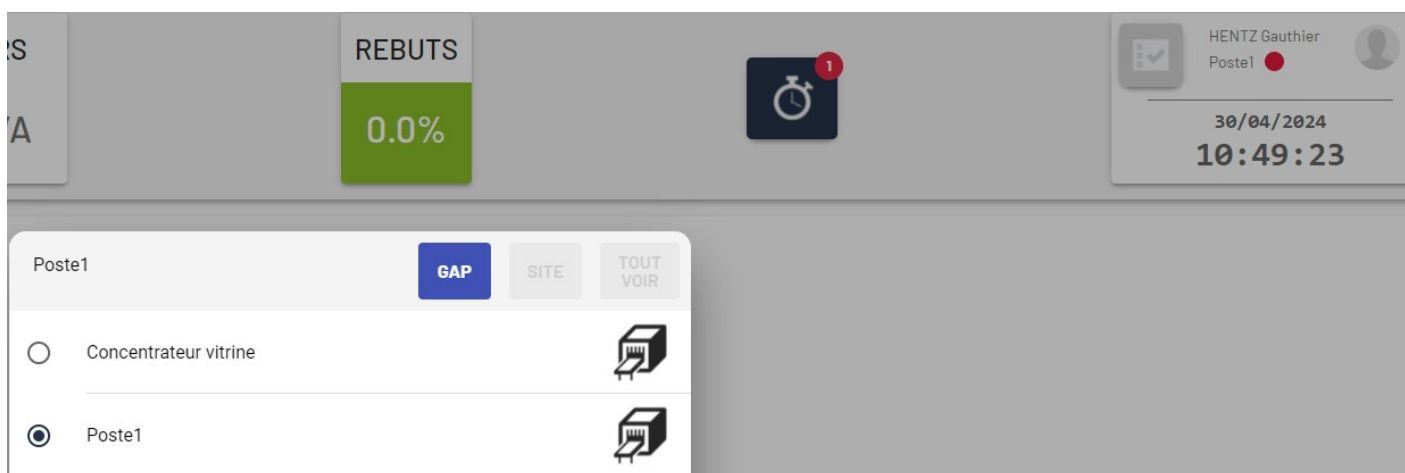 RS
REBUTS
1
HENTZ Gauthier
Poste1
/A
0.0%
30/04/2024
10:49:23
Poste1
GAP
SITE
TOUT
VOIR
Concentrateur vitrine
Poste1